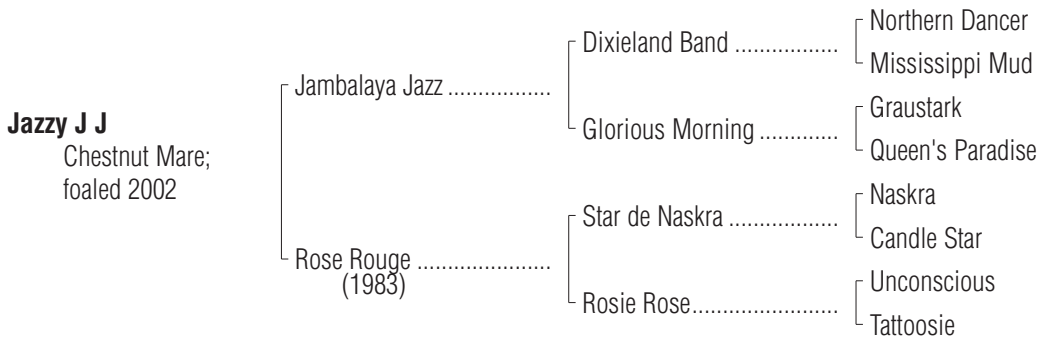 Northern Dancer
Dixieland Band .................
Mississippi Mud
Jambalaya Jazz .................
Graustark
Glorious Morning .............
Queen's Paradise
Jazzy J J
Chestnut Mare;
foaled 2002
Naskra
Star de Naskra ..................
Candle Star
Rose Rouge ......................
(1983)
Unconscious
Rosie Rose.......................
Tattoosie